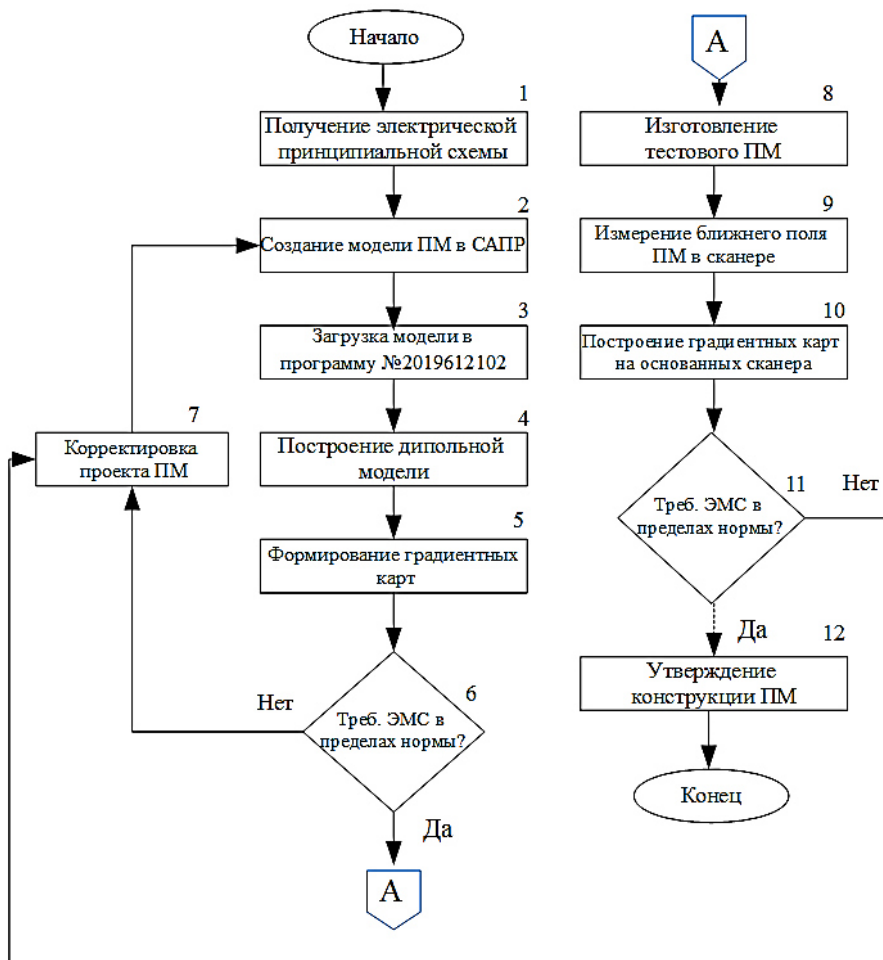 Начало
1
Получение электрической
принципиальной схемы
2
Создание модели ПМ в САПР
3
Загрузка модели в
программу №2019612102
4
Построение дипольной
модели
5
Формирование градиентных
карт
6
Треб. ЭМС в
пределах нормы?
Нет
Да
А
7
Корректировка
проекта ПМ
А
8
Изготовление
тестового ПМ
9
Измерение ближнего поля
ПМ в сканере
10
Построение градиентных карт
на основанных сканера
11
Треб. ЭМС в
пределах нормы?
Нет
Да
12
Утверждение
конструкции ПМ
Конец